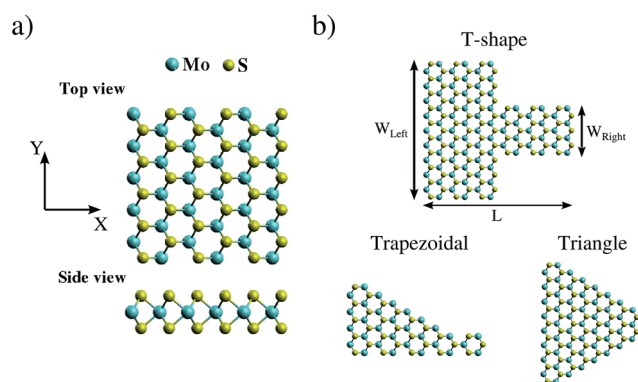 a)
Mo S
Top view
Y
X
Side view
b)
T-shape
W_Left
W_Right
L
Trapezoidal
Triangle